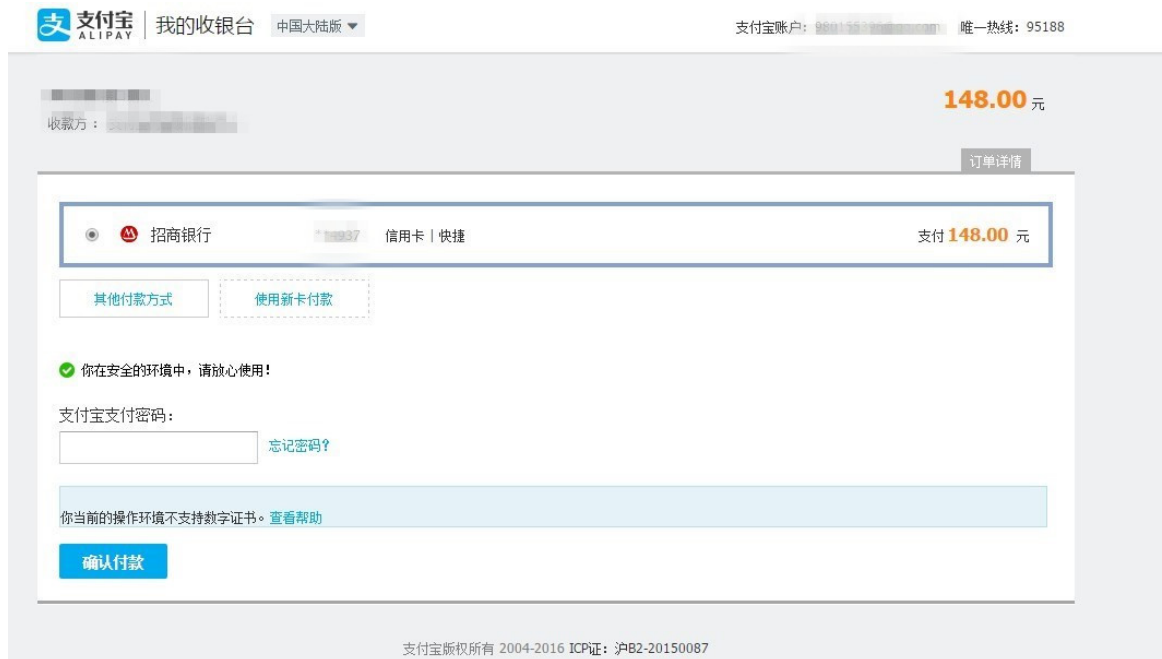 支付宝 ALIPAY 我的收银台 中国大陆版 支付宝账户: 唯一热线: 95188
148.00 元
收款方:
订单详情
招商银行 信用卡 | 快捷 支付 148.00 元
其他付款方式 使用新卡付款
你在安全的环境中，请放心使用!
支付宝支付密码:
忘记密码?
你当前的操作环境不支持数字证书。查看帮助
确认付款
支付宝版权所有 2004-2016 ICP证: 沪B2-20150087